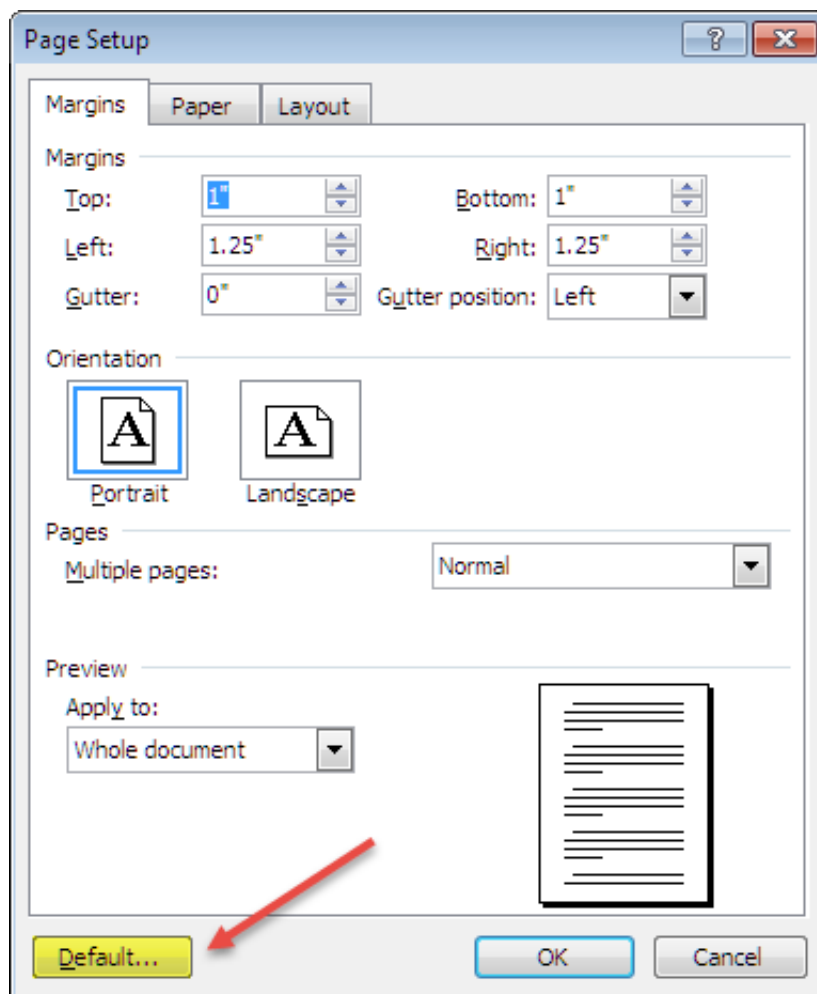 Page Setup
Margins Paper Layout
Margins
Top: 1" Bottom: 1"
Left: 1.25" Right: 1.25"
Gutter: 0" Gutter position: Left
Orientation
A A
Portrait Landscape
Pages
Multiple pages: Normal
Preview
Apply to:
Whole document
Default... OK Cancel